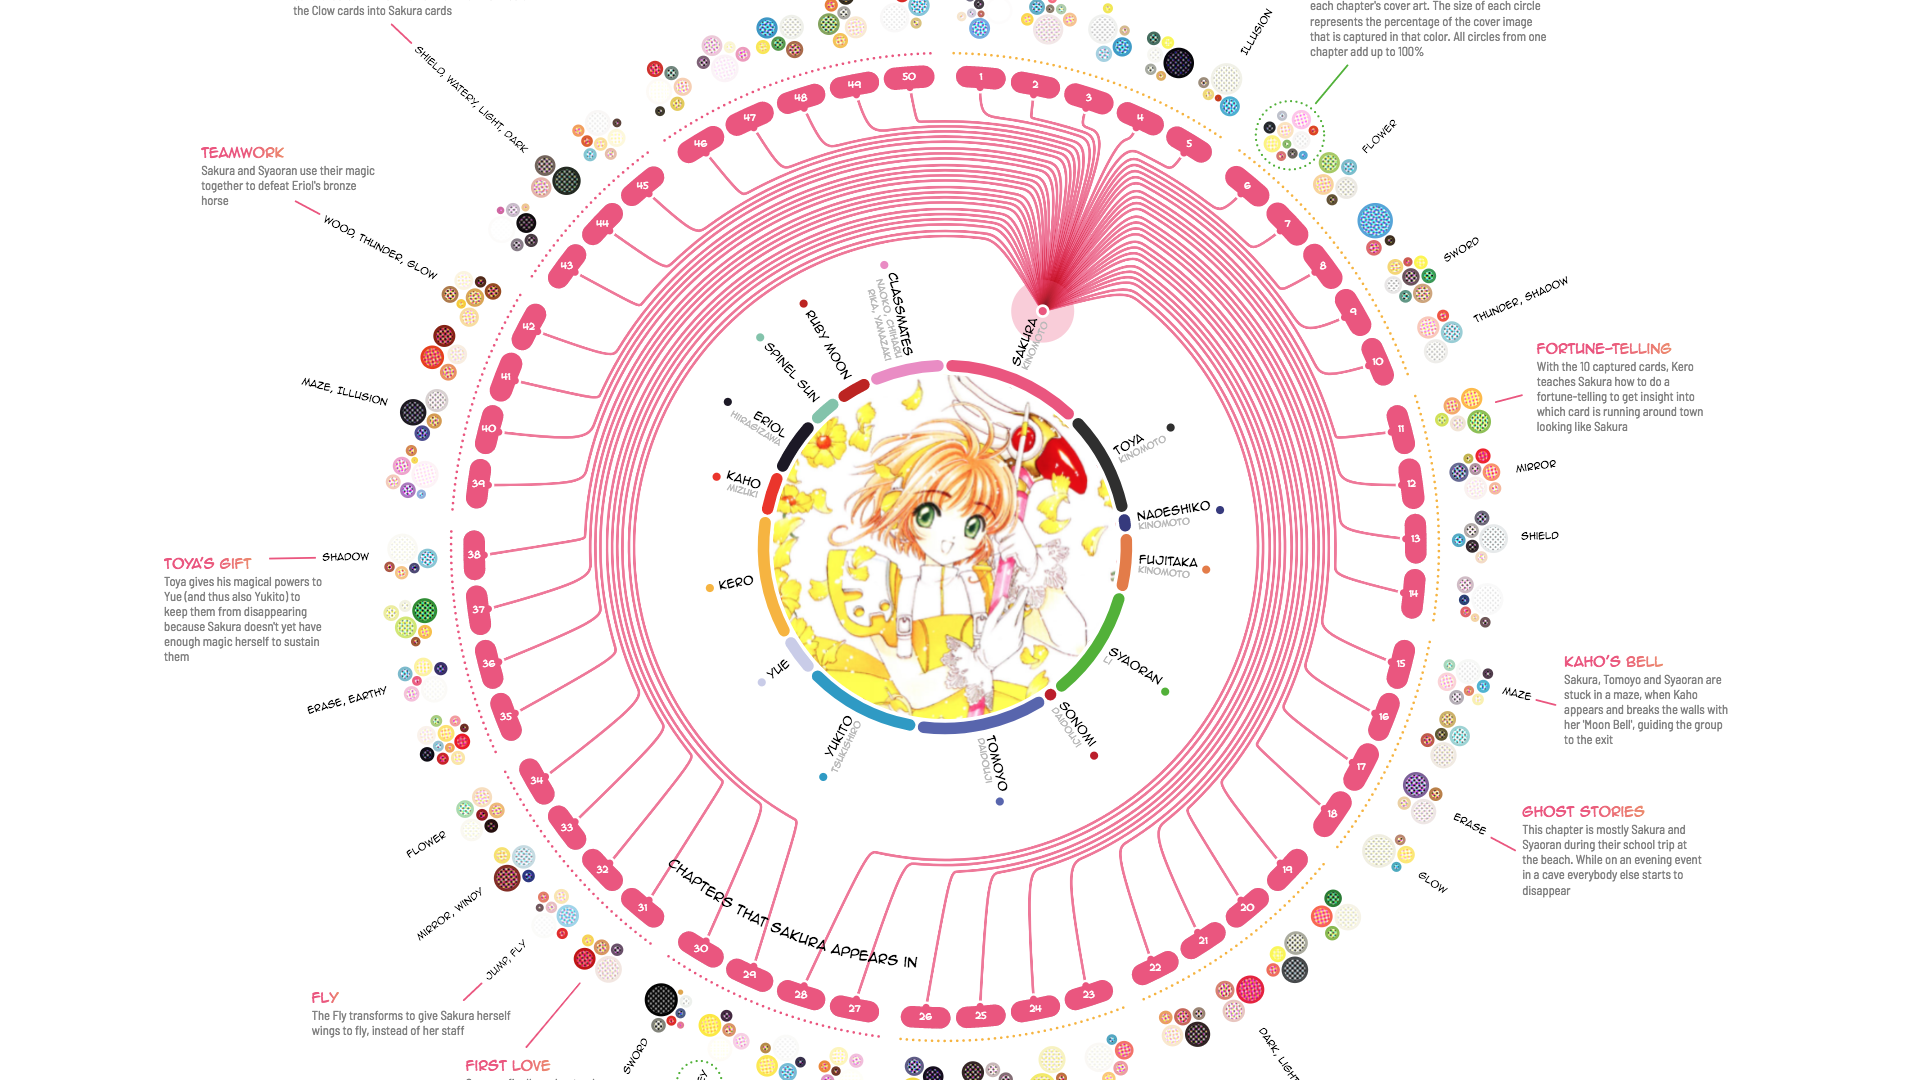 the Clow cards into Sakura cards
each chapter's cover art. The size of each circle
represents the percentage of the cover image
that is captured in that color. All circles from one
chapter add up to 100%
ILLUSION
SHIELD, WATERY, LIGHT, DARK
FLOWER
TEAMWORK
Sakura and Syaoran use their magic
together to defeat Eriol's bronze
horse
WOOD, THUNDER, GLOW
SWORD
THUNDER, SHADOW
FORTUNE-TELLING
With the 10 captured cards, Kero
teaches Sakura how to do a
fortune-telling to get insight into
which card is running around town
looking like Sakura
MAZE, ILLUSION
MIRROR
SHIELD
TOYA'S GIFT
Toya gives his magical powers to
Yue (and thus also Yukito) to
keep them from disappearing
because Sakura doesn't yet have
enough magic herself to sustain
them
SHADOW
ERASE, EARTHY
KAHO'S BELL
Sakura, Tomoyo and Syaoran are
stuck in a maze, when Kaho
appears and breaks the walls with
her 'Moon Bell', guiding the group
to the exit
MAZE
GHOST STORIES
This chapter is mostly Sakura and
Syaoran during their school trip at
the beach. While on an evening event
in a cave everybody else starts to
disappear
ERASE
GLOW
FLOWER
MIRROR, WINDY
JUMP, FLY
FLY
The Fly transforms to give Sakura herself
wings to fly, instead of her staff
FIRST LOVE
SWORD
DARK, LIGHT
1
2
3
4
5
6
7
8
9
10
11
12
13
14
15
16
17
18
19
20
21
22
23
24
25
26
27
28
29
30
31
32
33
34
35
36
37
38
39
40
41
42
43
44
45
46
47
48
49
50
CHAPTERS THAT SAKURA APPEARS IN
SAKURA
KINOMOTO
TOYA
KINOMOTO
NADESHIKO
KINOMOTO
FUJITAKA
KINOMOTO
SYAORAN
LI
SONOMI
DAIDOUJI
TOMOYO
DAIDOUJI
YUKITO
TSUKISHIRO
YUE
KERO
KAHO
MIZUKI
ERIOL
HIIRAGIZAWA
SPINEL SUN
RUBY MOON
CLASSMATES
NAOKO, CHIHARU
RIKA, YAMAZAKI